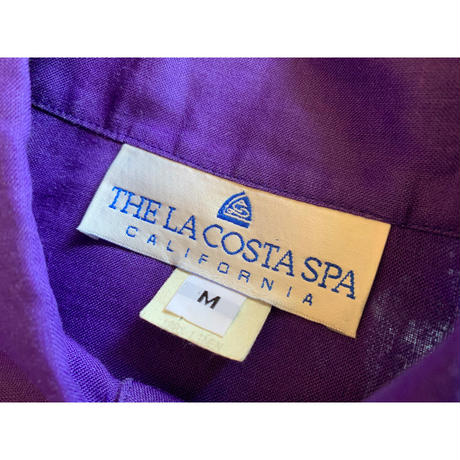 THE LA COSTA SPA
CALIFORNIA
M